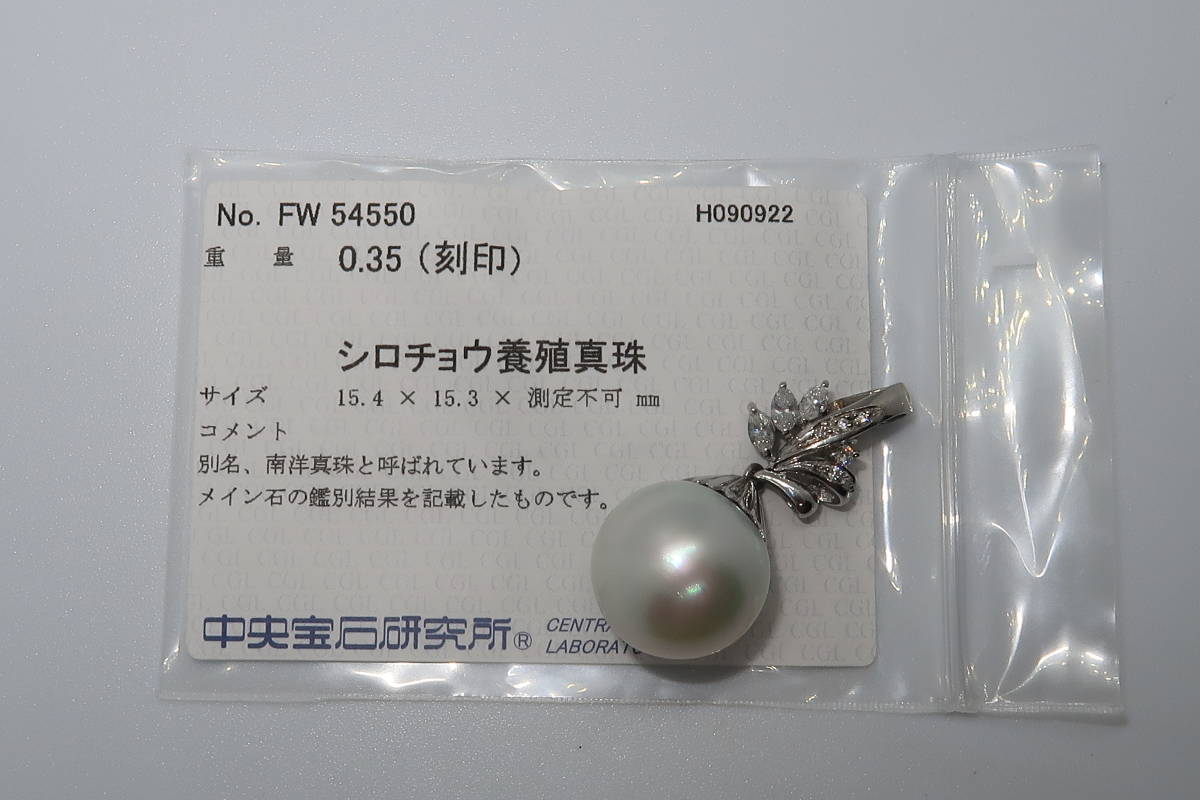 No. FW 54550 H090922
重 量 0.35 (刻印)
シロチョウ養殖真珠
サイズ 15.4 × 15.3 × 測定不可 mm
コメント
別名、南洋真珠と呼ばれています。
メイン石の鑑別結果を記載したものです。
中央宝石研究所®